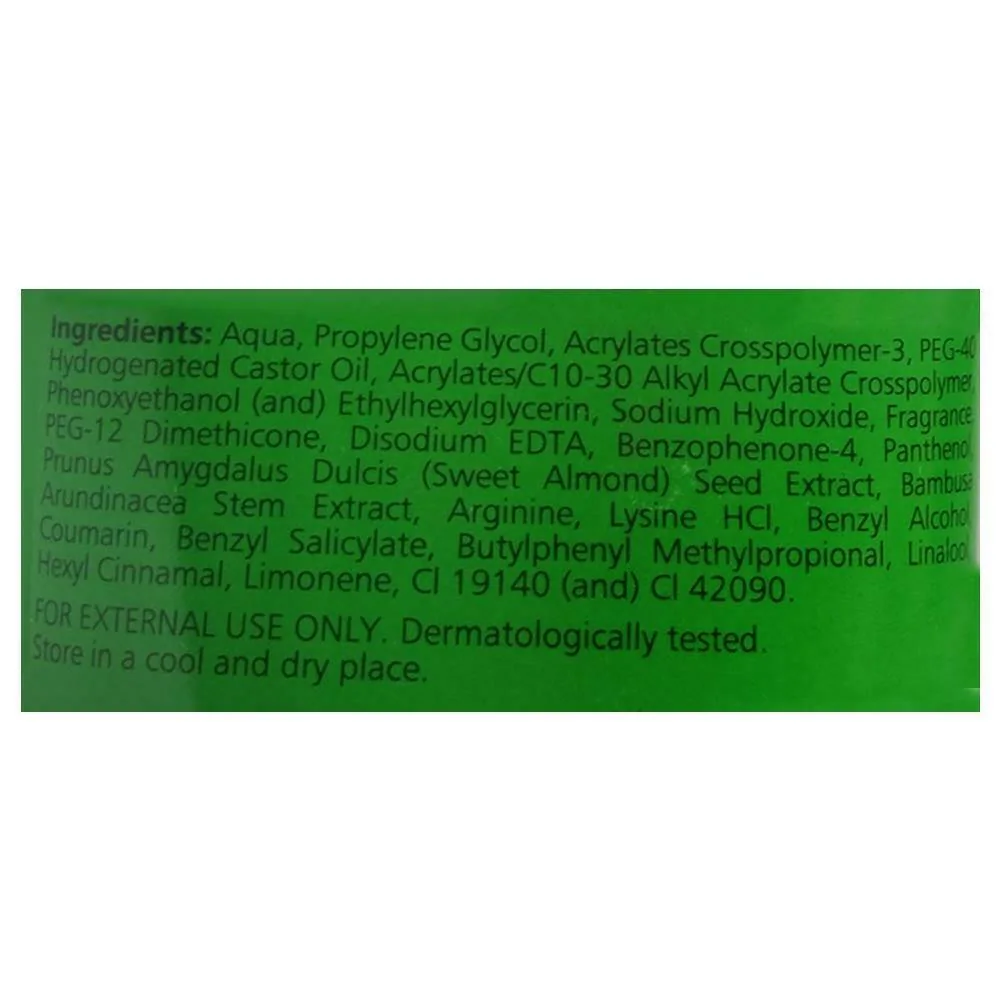 Ingredients: Aqua, Propylene Glycol, Acrylates Crosspolymer-3, PEG-40
Hydrogenated Castor Oil, Acrylates/C10-30 Alkyl Acrylate Crosspolymer,
Phenoxyethanol (and) Ethylhexylglycerin, Sodium Hydroxide, Fragrance,
PEG-12 Dimethicone, Disodium EDTA, Benzophenone-4, Panthenol,
Prunus Amygdalus Dulcis (Sweet Almond) Seed Extract, Bambusa
Arundinacea Stem Extract, Arginine, Lysine HCl, Benzyl Alcohol,
Coumarin, Benzyl Salicylate, Butylphenyl Methylpropional, Linalool,
Hexyl Cinnamal, Limonene, Cl 19140 (and) Cl 42090.
FOR EXTERNAL USE ONLY. Dermatologically tested.
Store in a cool and dry place.